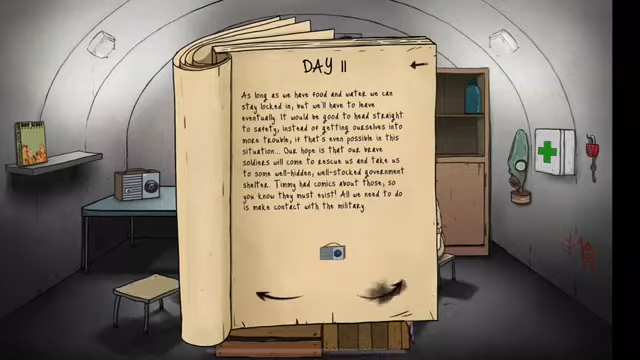 DAY 11
As long as we have food and water we can
stay locked in, but we'll have to leave
eventually. It would be good to head straight
to safety, instead of getting ourselves into
more trouble, if that's even possible in this
situation... Our hope is that our brave
soldiers will come to rescue us and take us
to some well-hidden, well-stocked government
shelter. Timmy had comics about those, so
you know they must exist! All we need to do
is make contact with the military.